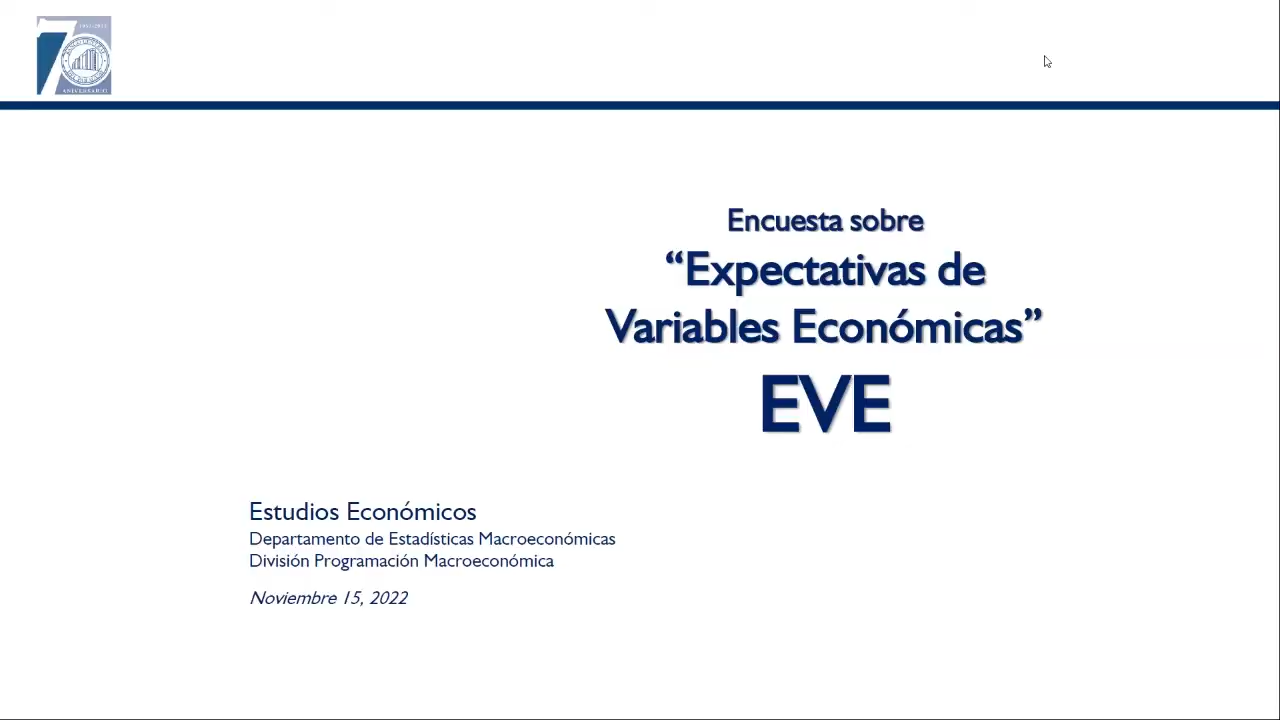 ANIVERSARIO
Encuesta sobre
“Expectativas de
Variables Económicas”
EVE
Estudios Económicos
Departamento de Estadísticas Macroeconómicas
División Programación Macroeconómica
Noviembre 15, 2022